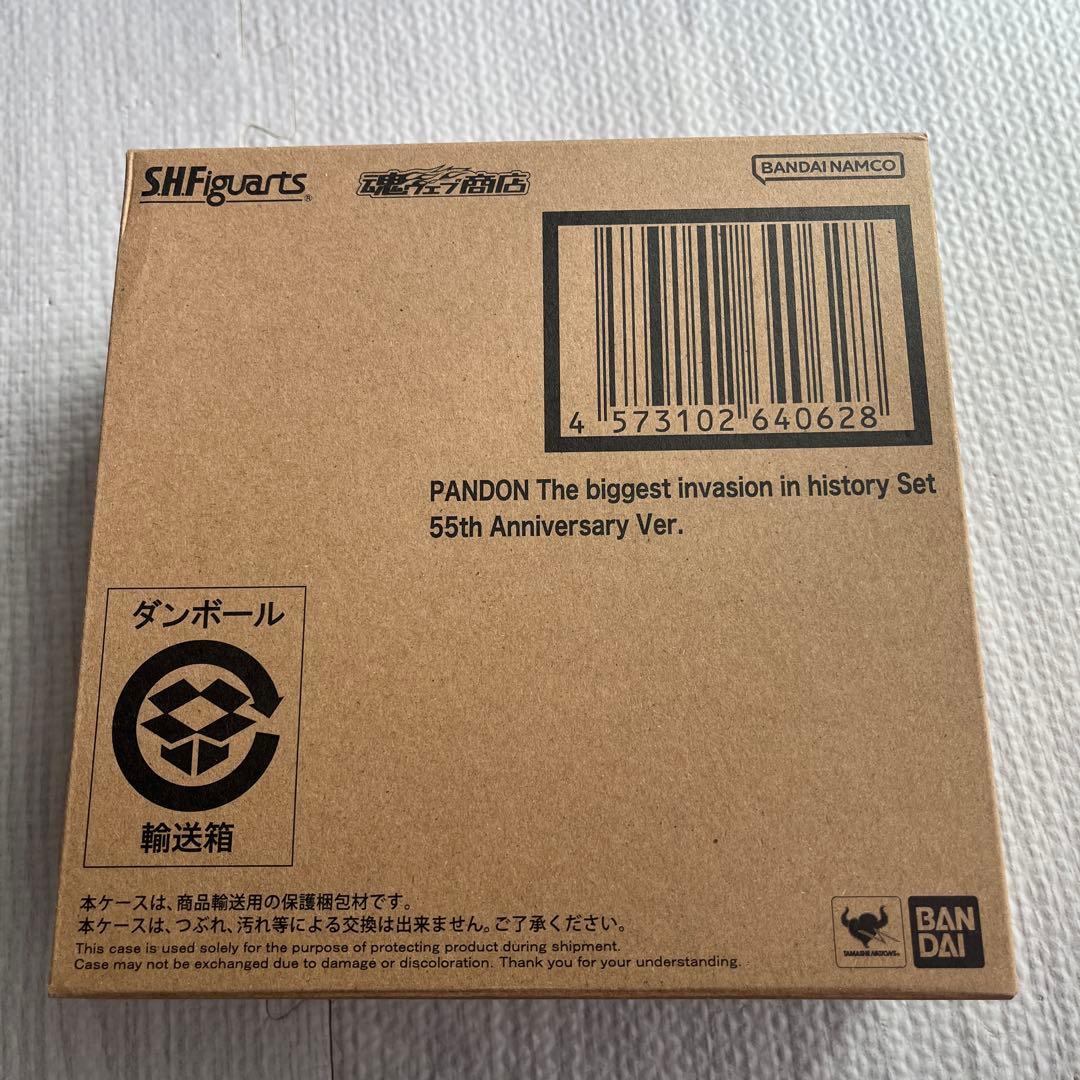 S.H.Figuarts®
魂ウェブ商店
BANDAI NAMCO
4 573102 640628
PANDON The biggest invasion in history Set
55th Anniversary Ver.
ダンボール
輸送箱
本ケースは、商品輸送用の保護梱包材です。
本ケースは、つぶれ、汚れ等による交換は出来ません。ご了承ください。
This case is used solely for the purpose of protecting product during shipment.
Case may not be exchanged due to damage or discoloration. Thank you for your understanding.
TAMASHII NATIONS
BAN
DAI